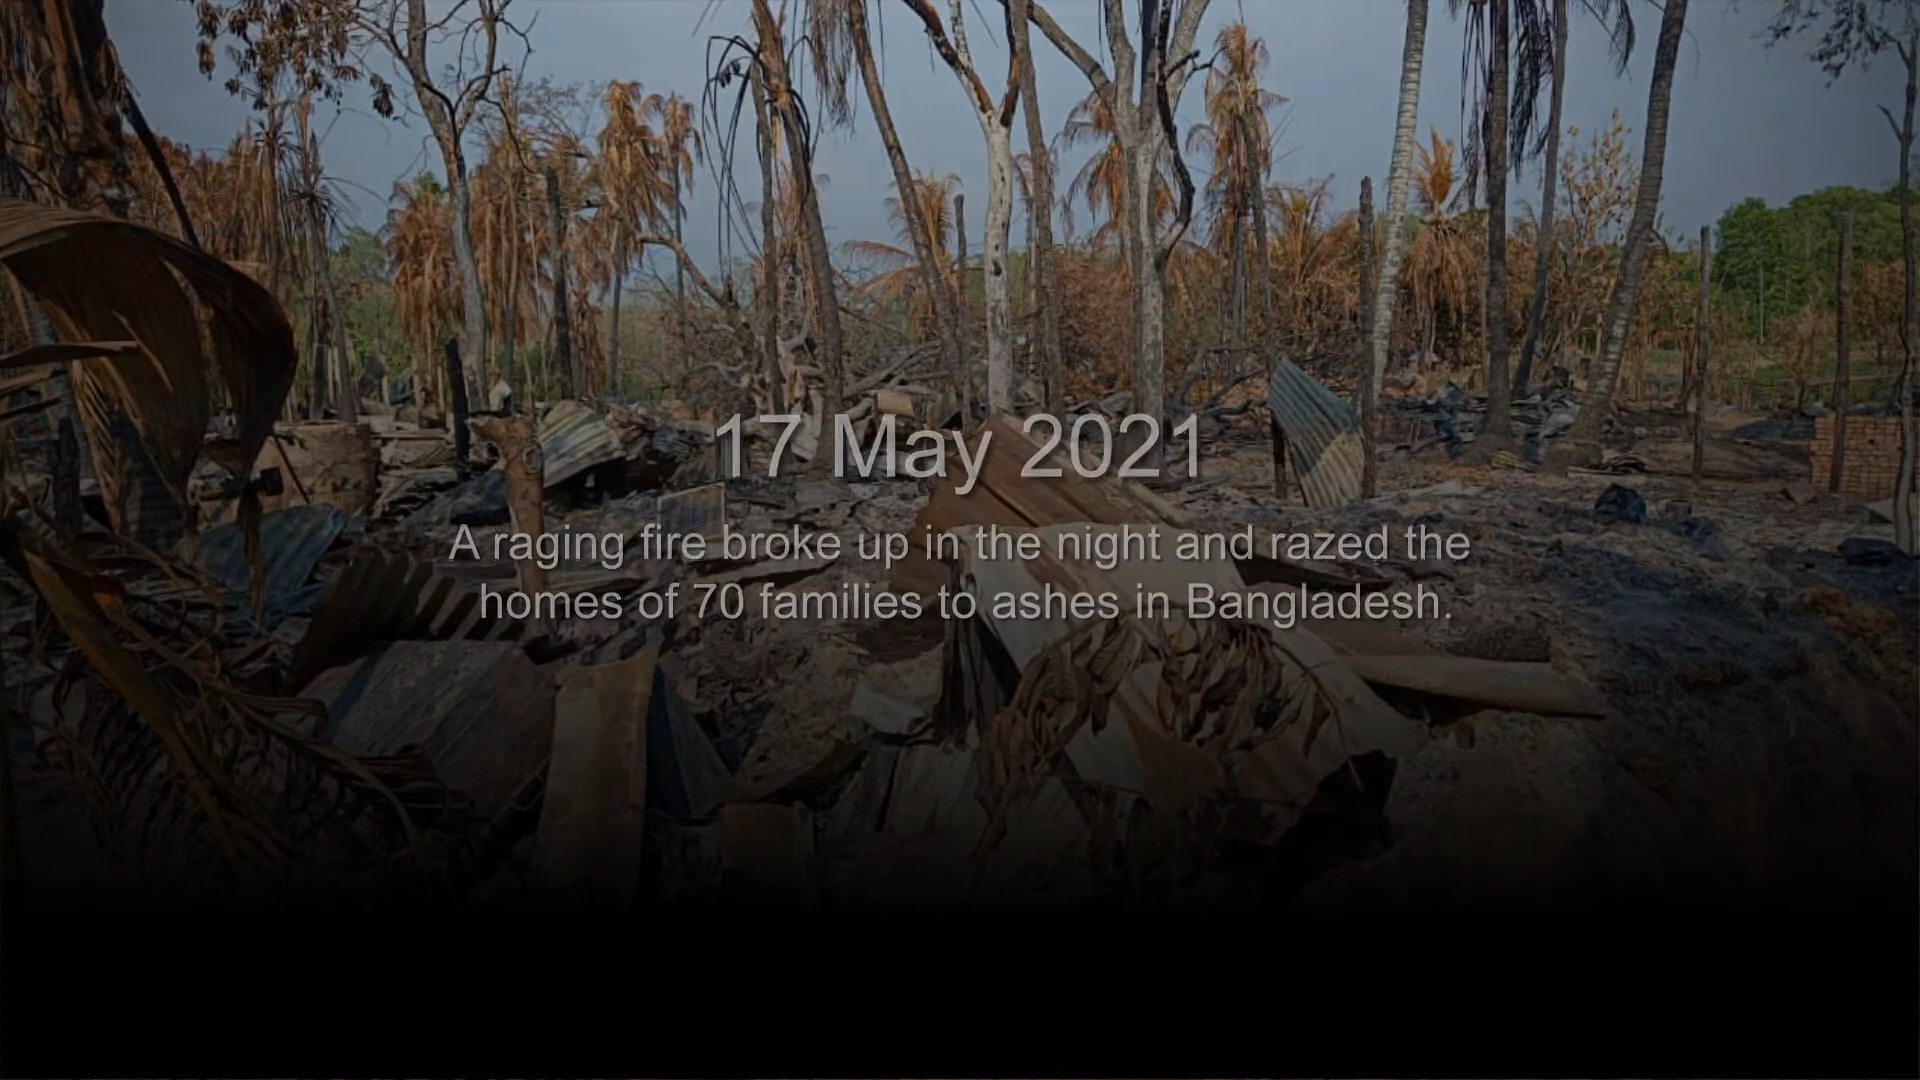 17 May 2021
A raging fire broke up in the night and razed the
homes of 70 families to ashes in Bangladesh.